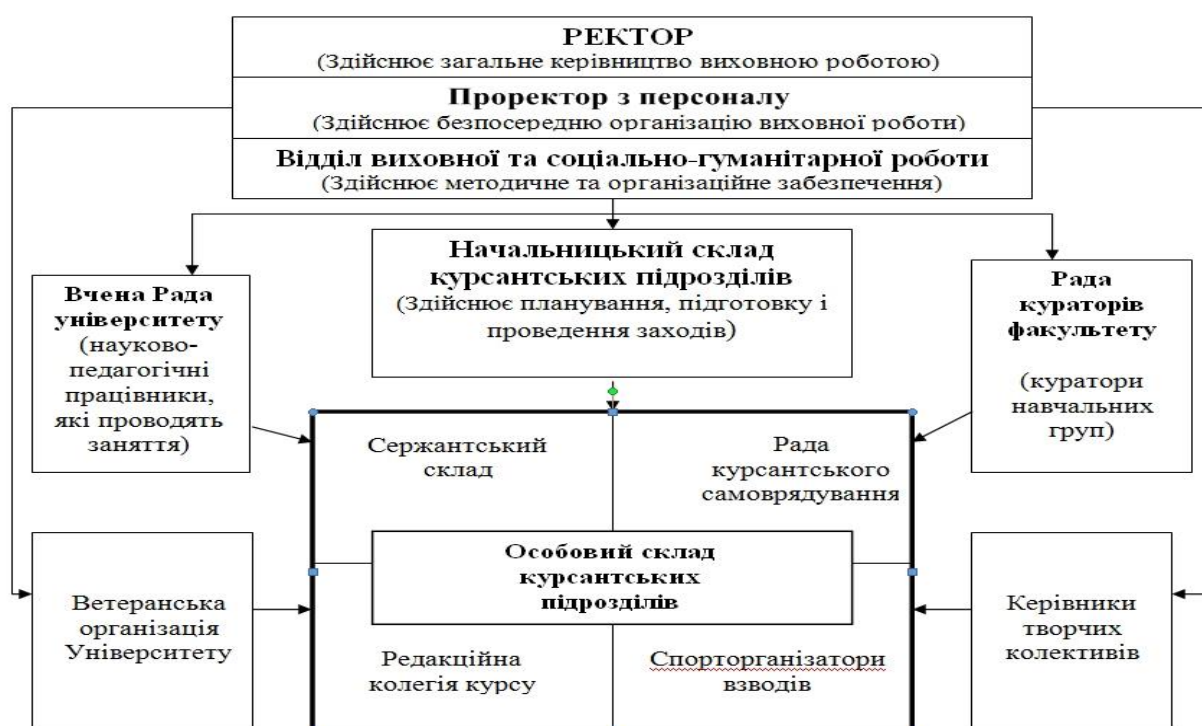 РЕКТОР
(Здійснює загальне керівництво виховною роботою)
Проректор з персоналу
(Здійснює безпосередню організацію виховної роботи)
Відділ виховної та соціально-гуманітарної роботи
(Здійснює методичне та організаційне забезпечення)
Вчена Рада
університету
(науково-
педагогічні
працівники,
які проводять
заняття)
Начальницький склад
курсантських підрозділів
(Здійснює планування, підготовку і
проведення заходів)
Рада
кураторів
факультету
(куратори
навчальних
груп)
Сержантський
склад
Рада
курсантського
самоврядування
Особовий склад
курсантських
підрозділів
Ветеранська
організація
Університету
Редакційна
колегія курсу
Спорторганізатори
взводів
Керівники
творчих
колективів